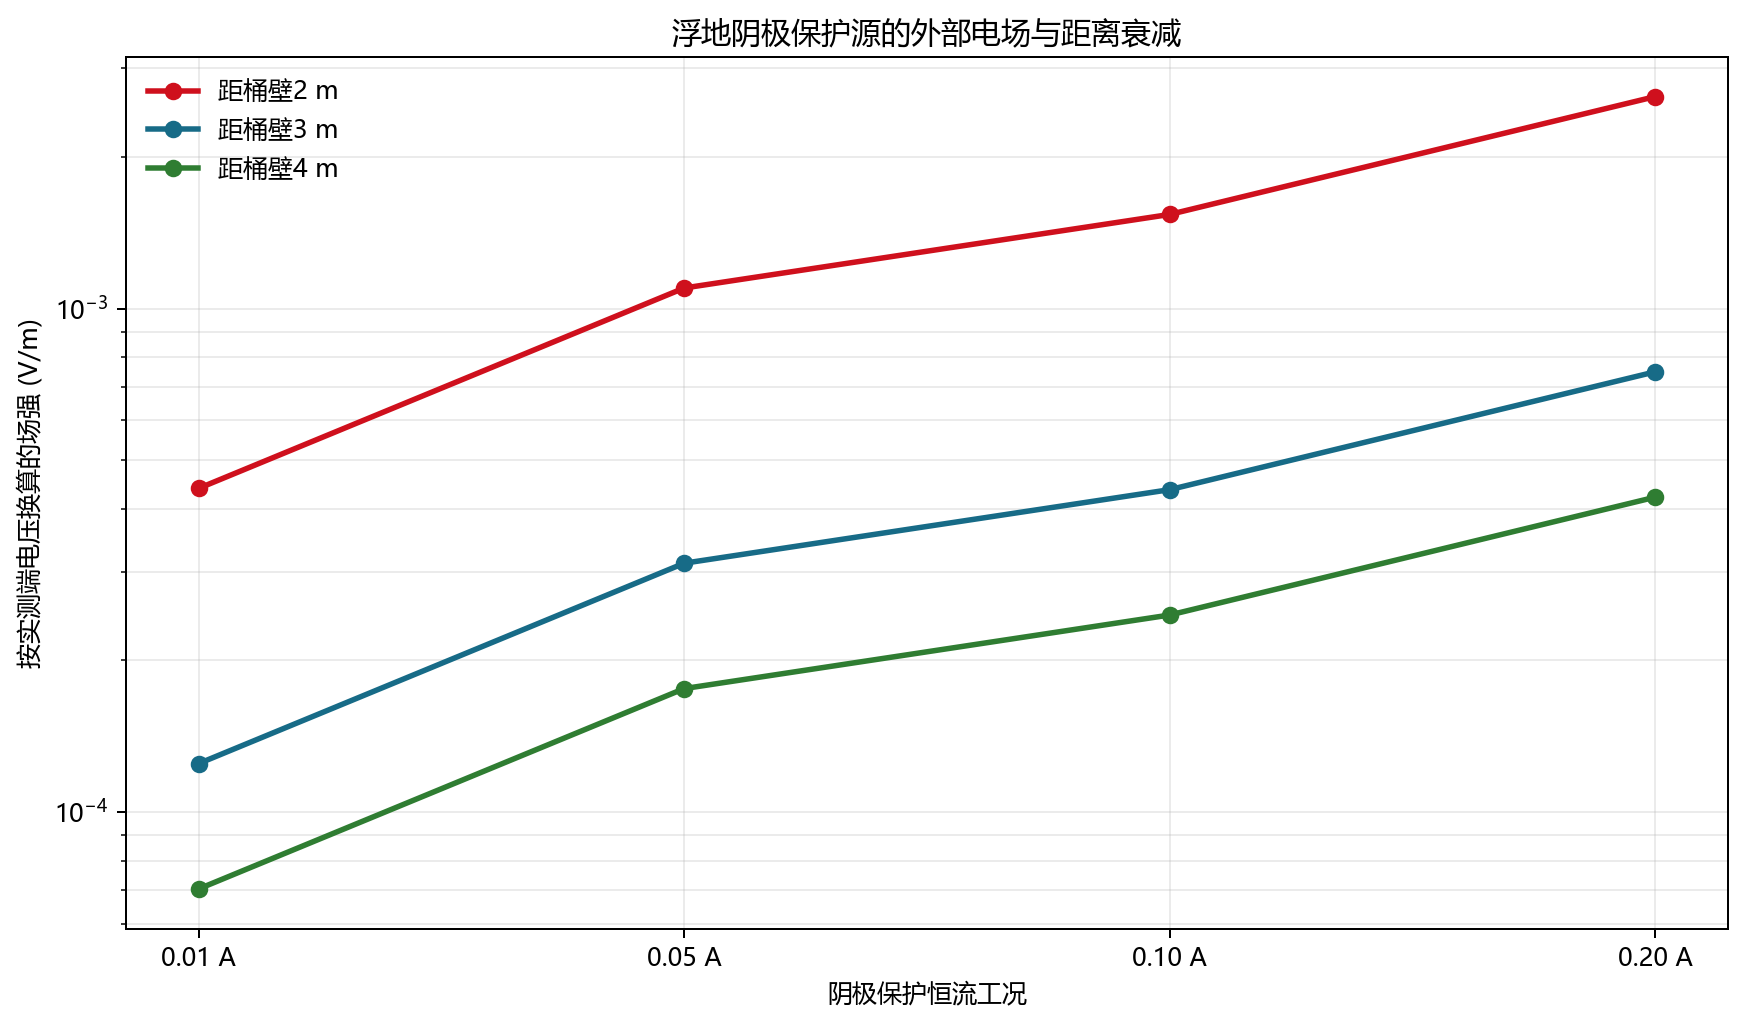 浮地阴极保护源的外部电场与距离衰减
距桶壁2 m
距桶壁3 m
距桶壁4 m
按实测端电压换算的场强 (V/m)
10⁻³
10⁻⁴
0.01 A
0.05 A
0.10 A
0.20 A
阴极保护恒流工况